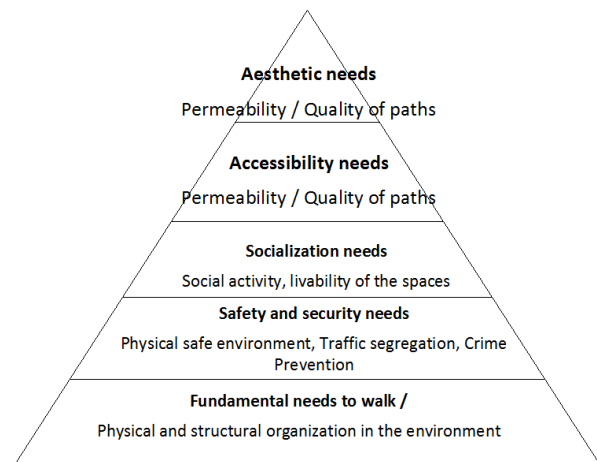 Aesthetic needs
Permeability / Quality of paths
Accessibility needs
Permeability / Quality of paths
Socialization needs
Social activity, livability of the spaces
Safety and security needs
Physical safe environment, Traffic segregation, Crime
Prevention
Fundamental needs to walk /
Physical and structural organization in the environment